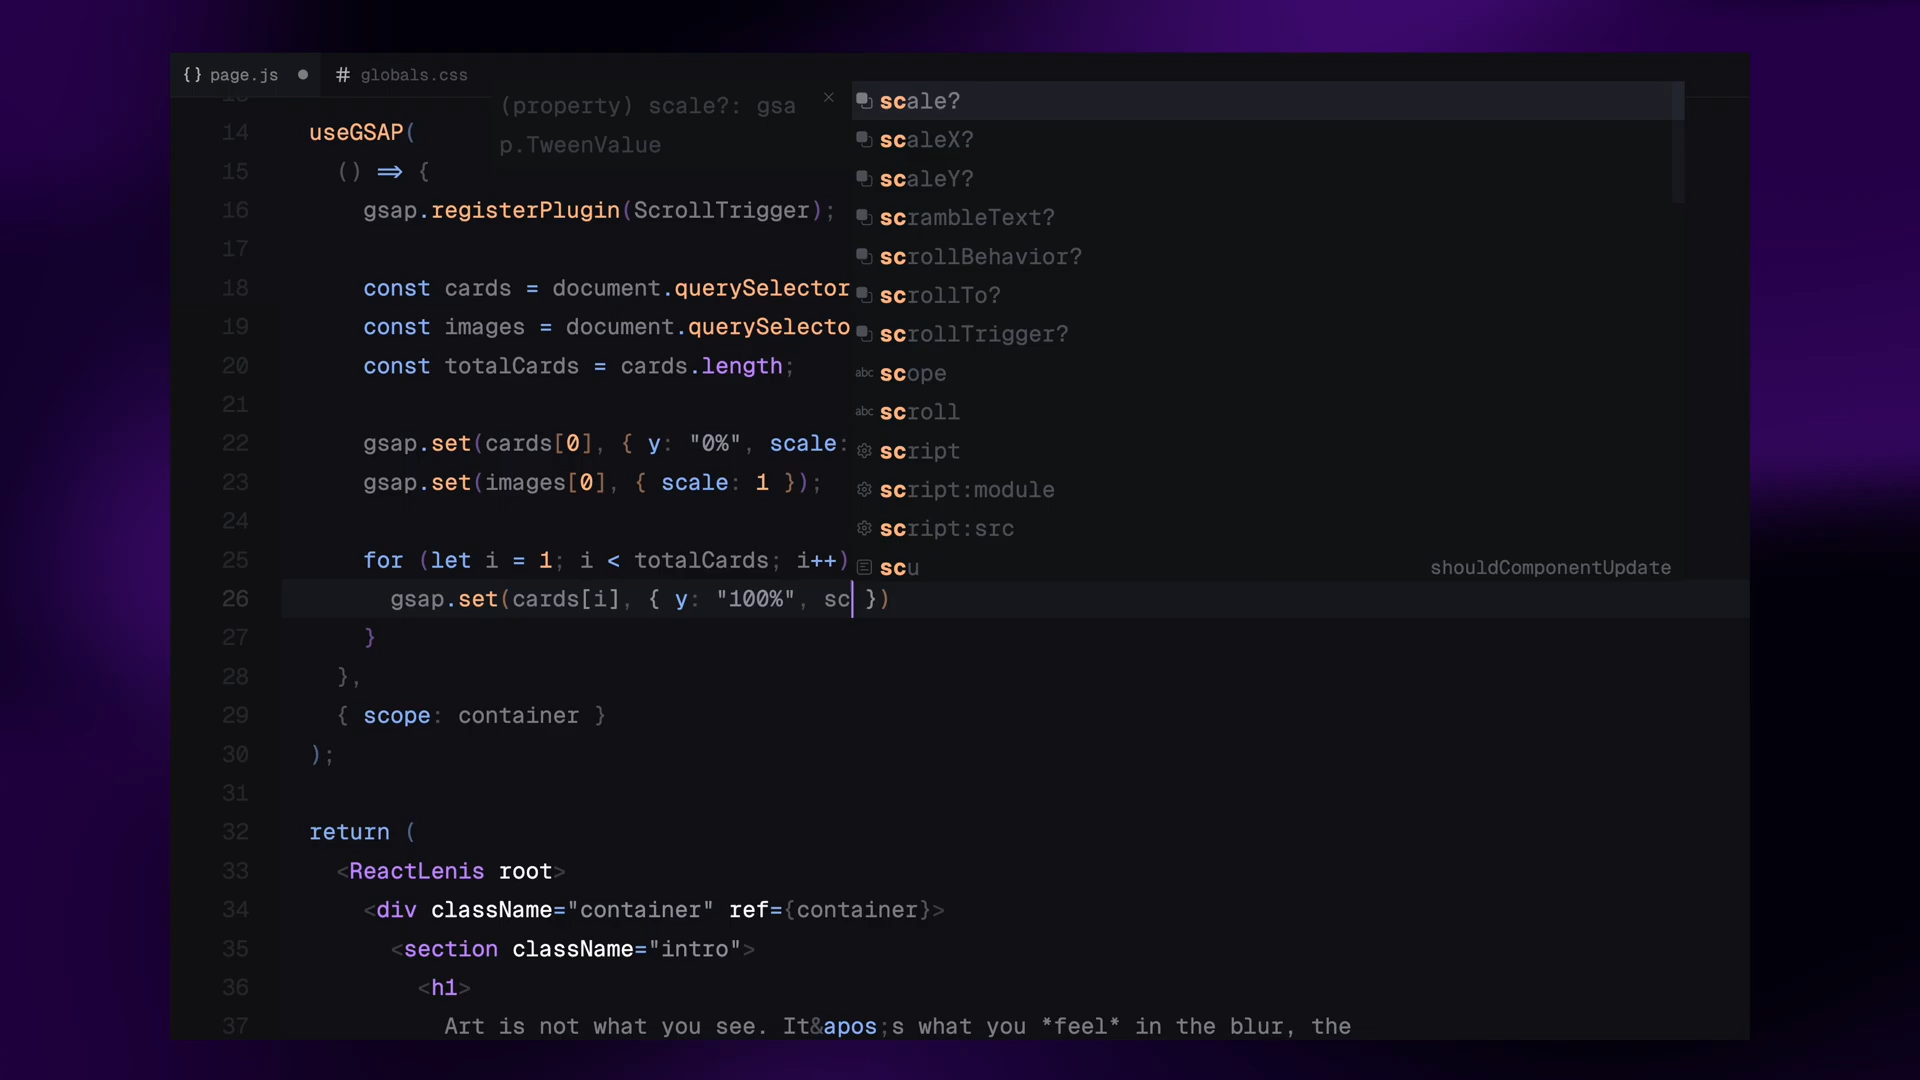 {} page.js ● # globals.css
(property) scale?: gsa
p.TweenValue
×
scale?
scaleX?
scaleY?
scrambleText?
scrollBehavior?
scrollTo?
scrollTrigger?
abc scope
abc scroll
script
script:module
script:src
scu shouldComponentUpdate
14 useGSAP(
15 () => {
16 gsap.registerPlugin(ScrollTrigger);
17
18 const cards = document.querySelector
19 const images = document.querySelecto
20 const totalCards = cards.length;
21
22 gsap.set(cards[0], { y: "0%", scale:
23 gsap.set(images[0], { scale: 1 });
24
25 for (let i = 1; i < totalCards; i++)
26 gsap.set(cards[i], { y: "100%", sc })
27 }
28 },
29 { scope: container }
30 );
31
32 return (
33 <ReactLenis root>
34 <div className="container" ref={container}>
35 <section className="intro">
36 <h1>
37 Art is not what you see. It&apos;s what you *feel* in the blur, the